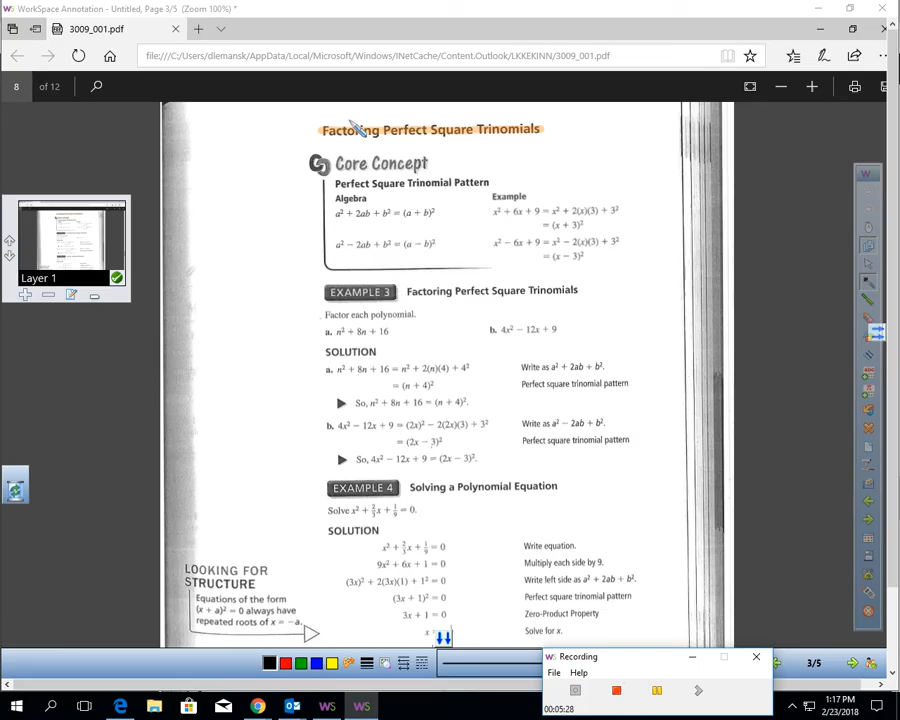 WorkSpace Annotation - Untitled, Page 3/5 (Zoom 100%) *
3009_001.pdf
file:///C:/Users/dlemansk/AppData/Local/Microsoft/Windows/INetCache/Content.Outlook/LKKEKINN/3009_001.pdf
8 of 12
Factoring Perfect Square Trinomials
Core Concept
Perfect Square Trinomial Pattern
Algebra Example
a² + 2ab + b² = (a + b)² x² + 6x + 9 = x² + 2(x)(3) + 3²
= (x + 3)²
a² − 2ab + b² = (a − b)² x² − 6x + 9 = x² − 2(x)(3) + 3²
= (x − 3)²
Layer 1
EXAMPLE 3 Factoring Perfect Square Trinomials
Factor each polynomial.
a. n² + 8n + 16 b. 4x² − 12x + 9
SOLUTION
a. n² + 8n + 16 = n² + 2(n)(4) + 4² Write as a² + 2ab + b².
= (n + 4)² Perfect square trinomial pattern
So, n² + 8n + 16 = (n + 4)².
b. 4x² − 12x + 9 = (2x)² − 2(2x)(3) + 3² Write as a² − 2ab + b².
= (2x − 3)² Perfect square trinomial pattern
So, 4x² − 12x + 9 = (2x − 3)².
EXAMPLE 4 Solving a Polynomial Equation
Solve x² + 2/3x + 1/9 = 0.
SOLUTION
x² + 2/3x + 1/9 = 0 Write equation.
9x² + 6x + 1 = 0 Multiply each side by 9.
(3x)² + 2(3x)(1) + 1² = 0 Write left side as a² + 2ab + b².
(3x + 1)² = 0 Perfect square trinomial pattern
3x + 1 = 0 Zero-Product Property
x Solve for x.
LOOKING FOR
STRUCTURE
Equations of the form
(x + a)² = 0 always have
repeated roots of x = −a.
3/5
Recording
File Help
00:05:28
1:17 PM
2/23/2018